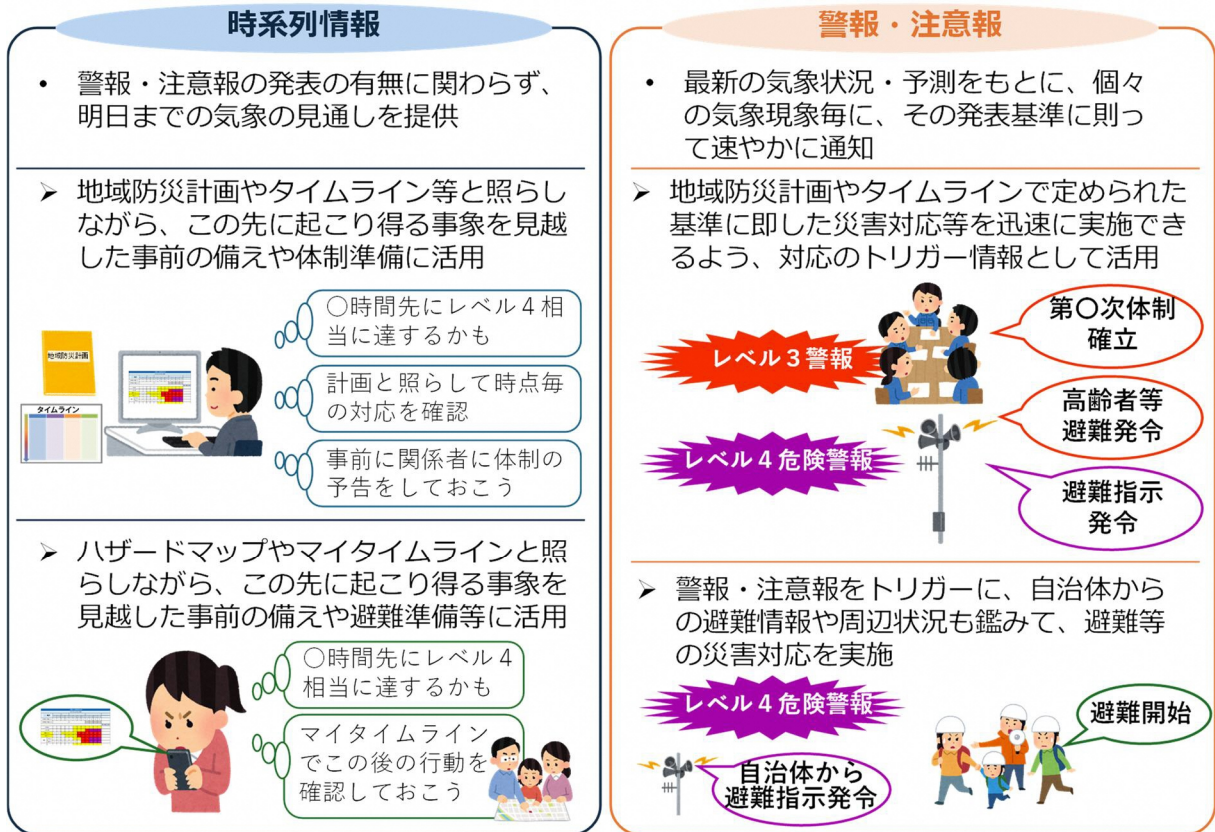 時系列情報
• 警報・注意報の発表の有無に関わらず、
明日までの気象の見通しを提供
➢ 地域防災計画やタイムライン等と照らし
ながら、この先に起こり得る事象を見越
した事前の備えや体制準備に活用
地域防災計画
タイムライン
〇時間先にレベル４相
当に達するかも
計画と照らして時点毎
の対応を確認
事前に関係者に体制の
予告をしておこう
➢ ハザードマップやマイタイムラインと照
らしながら、この先に起こり得る事象を
見越した事前の備えや避難準備等に活用
〇時間先にレベル４
相当に達するかも
マイタイムライン
でこの後の行動を
確認しておこう
警報・注意報
• 最新の気象状況・予測をもとに、個々
の気象現象毎に、その発表基準に則っ
て速やかに通知
➢ 地域防災計画やタイムラインで定められた
基準に即した災害対応等を迅速に実施でき
るよう、対応のトリガー情報として活用
レベル３警報
第〇次体制
確立
高齢者等
避難発令
レベル４危険警報
避難指示
発令
➢ 警報・注意報をトリガーに、自治体から
の避難情報や周辺状況も鑑みて、避難等
の災害対応を実施
レベル４危険警報
自治体から
避難指示発令
避難開始